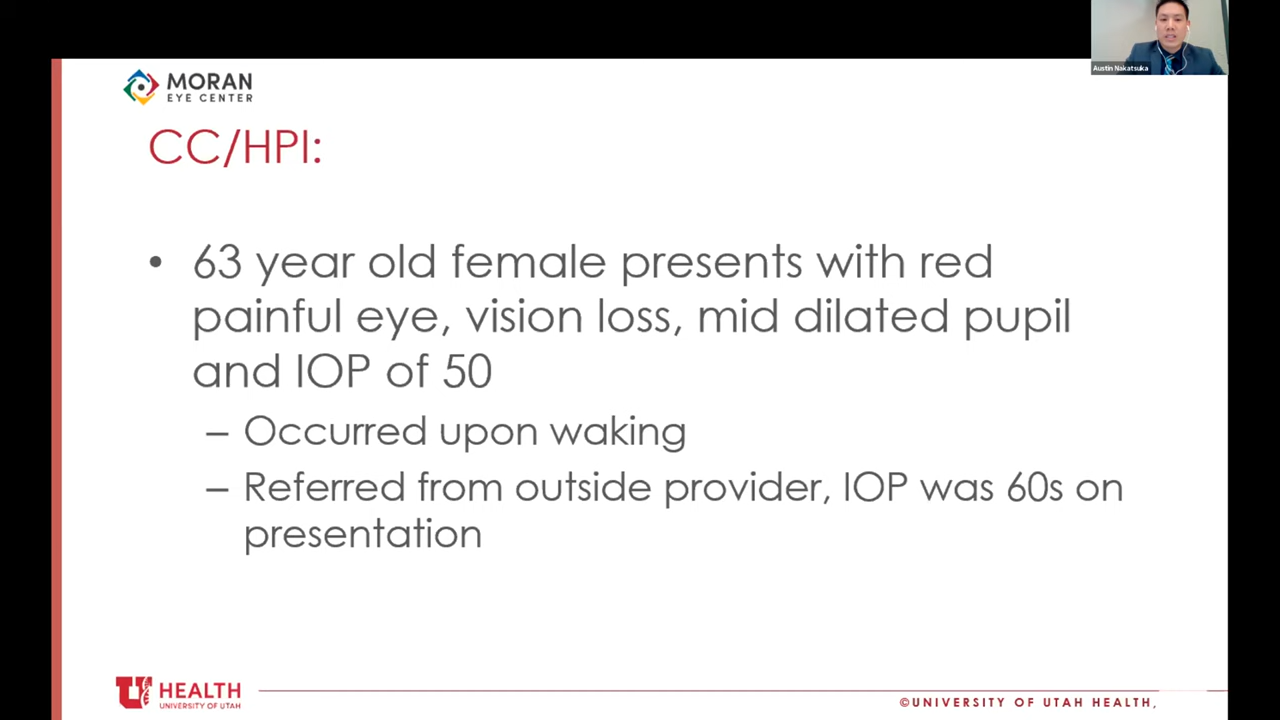 Austin Nakatsuka
MORAN
EYE CENTER
CC/HPI:
• 63 year old female presents with red
painful eye, vision loss, mid dilated pupil
and IOP of 50
– Occurred upon waking
– Referred from outside provider, IOP was 60s on
presentation
U HEALTH
UNIVERSITY OF UTAH
©UNIVERSITY OF UTAH HEALTH,